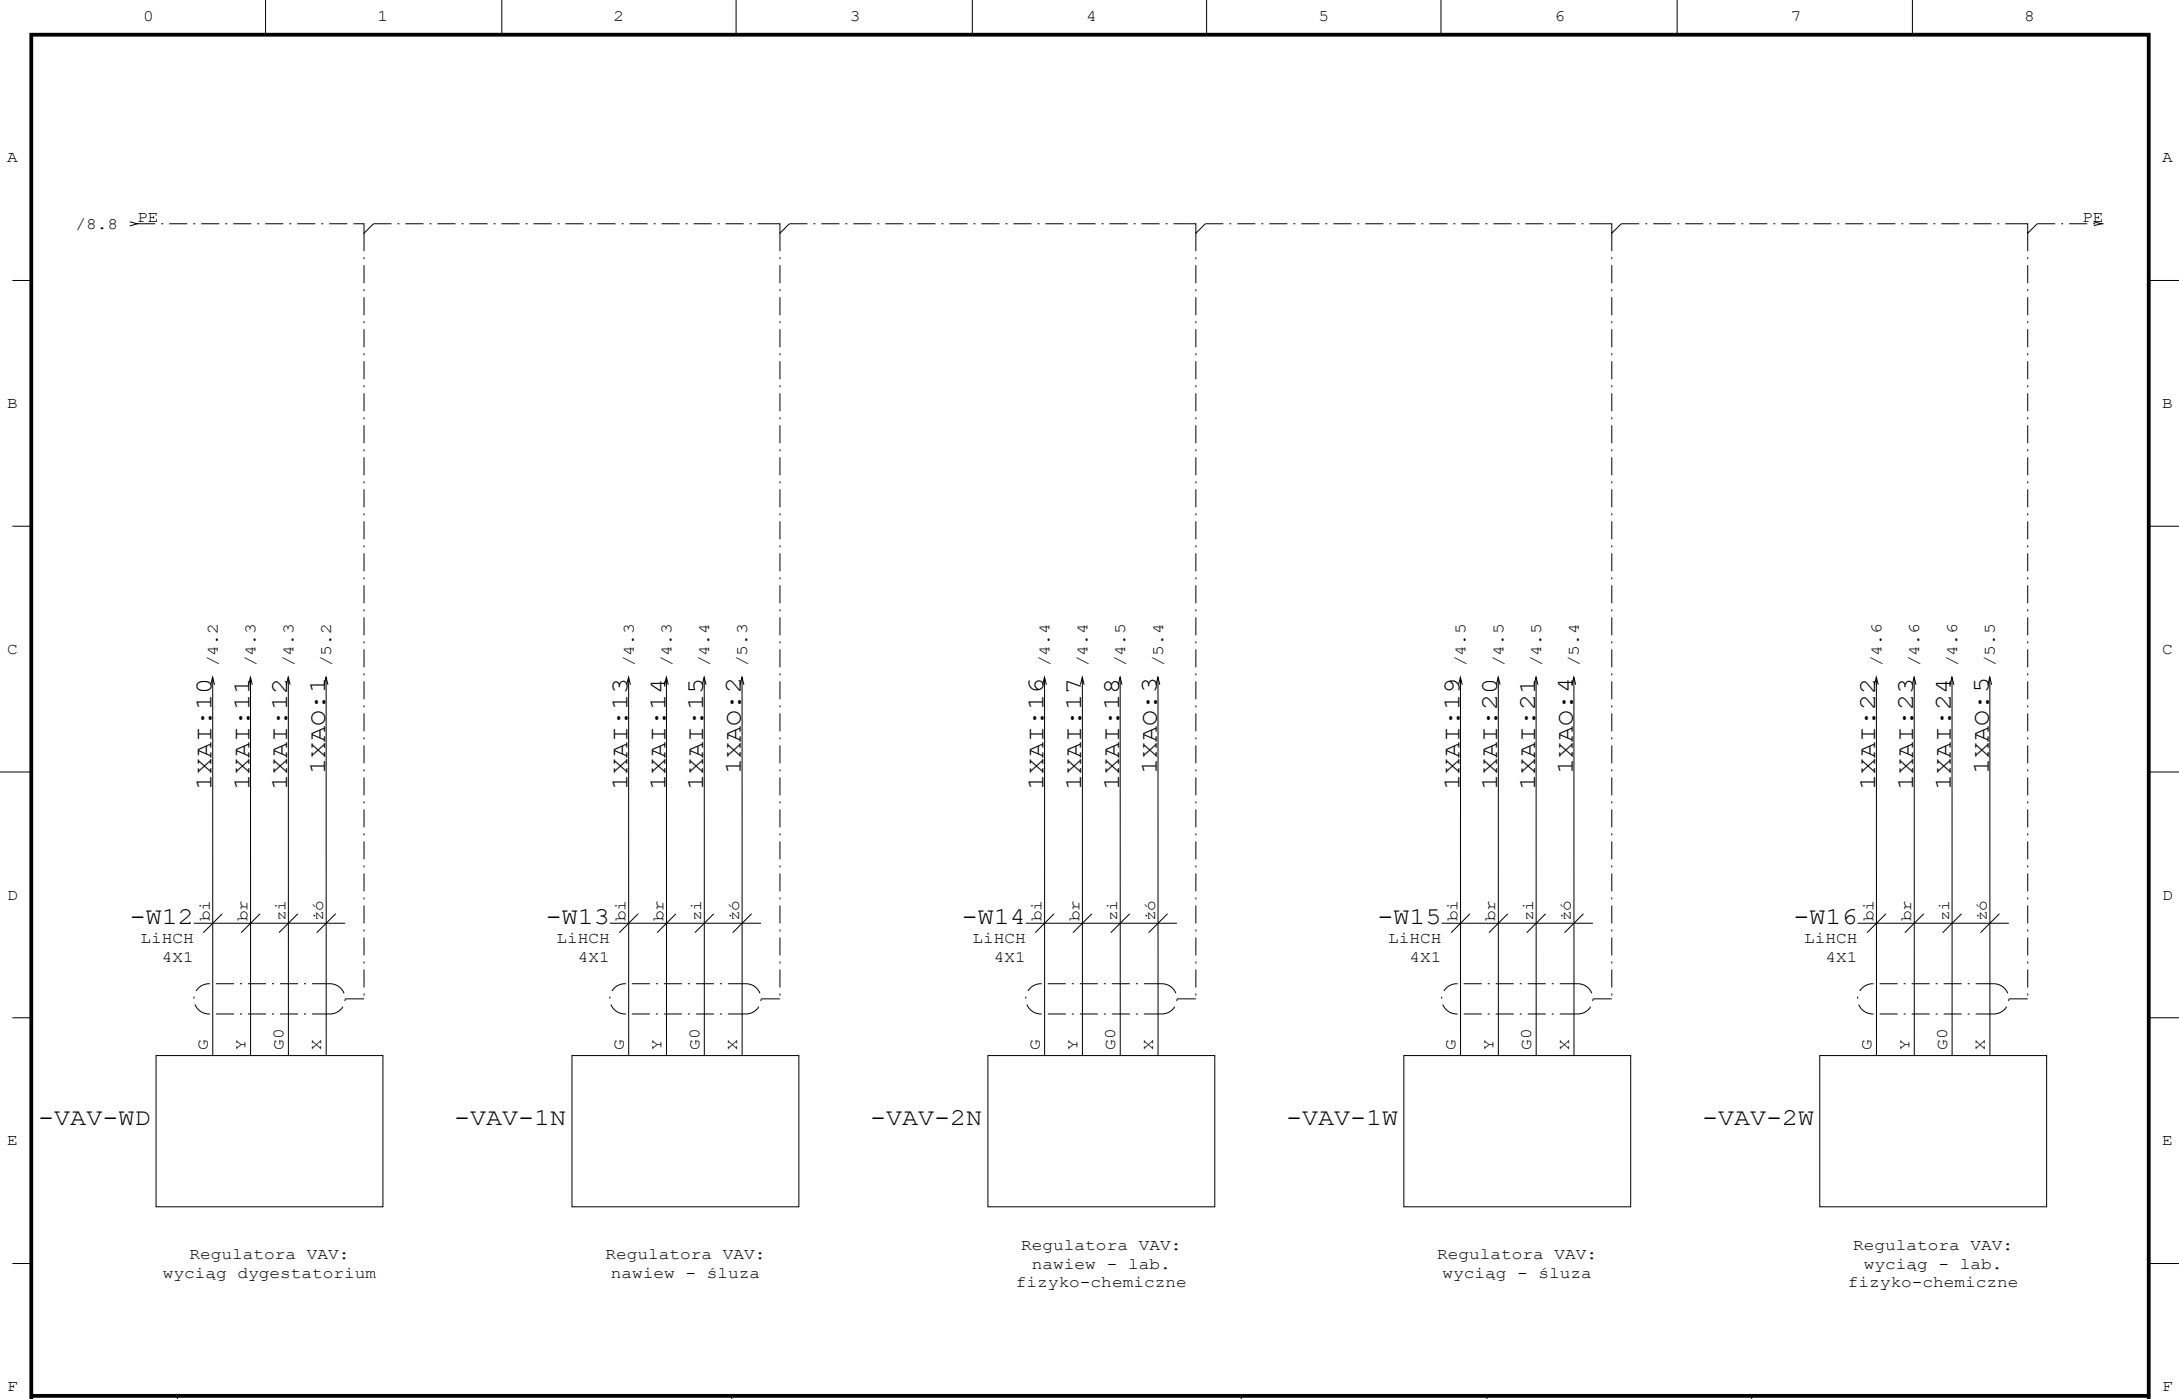 0 1 2 3 4 5 6 7 8
A A
/8.8 PE PE
B B
C C
/4.2 /4.3 /4.3 /5.2
/4.3 /4.3 /4.4 /5.3
/4.4 /4.4 /4.5 /5.4
/4.5 /4.5 /4.5 /5.4
/4.6 /4.6 /4.6 /5.5
1XAI:10 1XAI:11 1XAI:12 1XAO:1
1XAI:13 1XAI:14 1XAI:15 1XAO:2
1XAI:16 1XAI:17 1XAI:18 1XAO:3
1XAI:19 1XAI:20 1XAI:21 1XAO:4
1XAI:22 1XAI:23 1XAI:24 1XAO:5
D D
-W12 bi br zi żó
LiHCH
4X1
-W13 bi br zi żó
LiHCH
4X1
-W14 bi br zi żó
LiHCH
4X1
-W15 bi br zi żó
LiHCH
4X1
-W16 bi br zi żó
LiHCH
4X1
G Y G0 X
G Y G0 X
G Y G0 X
G Y G0 X
G Y G0 X
-VAV-WD
-VAV-1N
-VAV-2N
-VAV-1W
-VAV-2W
E E
Regulatora VAV:
wyciąg dygestatorium
Regulatora VAV:
nawiew - śluza
Regulatora VAV:
nawiew - lab.
fizyko-chemiczne
Regulatora VAV:
wyciąg - śluza
Regulatora VAV:
wyciąg - lab.
fizyko-chemiczne
F F